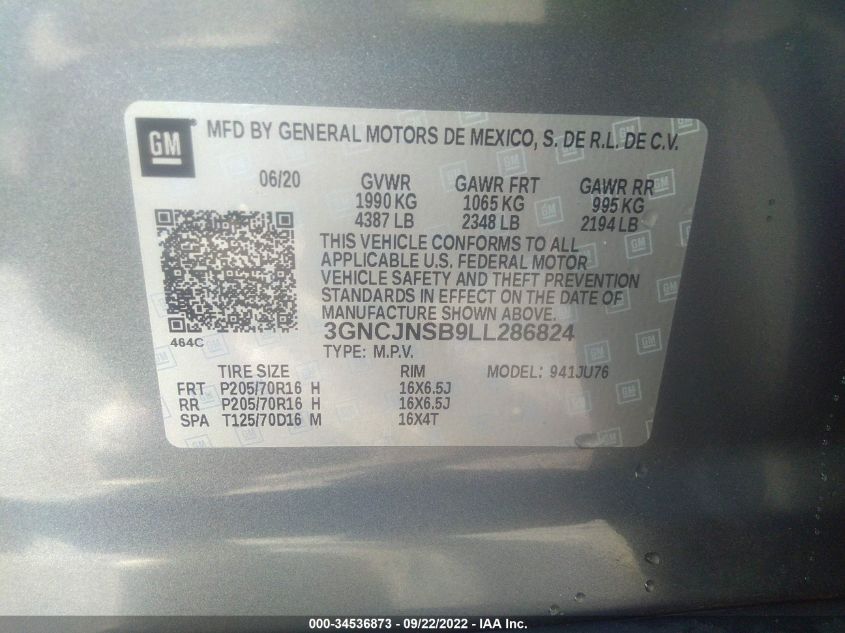 GM
MFD BY GENERAL MOTORS DE MEXICO, S. DE R.L. DE C.V.
06/20 GVWR GAWR FRT GAWR RR
1990 KG 1065 KG 995 KG
4387 LB 2348 LB 2194 LB
THIS VEHICLE CONFORMS TO ALL
APPLICABLE U.S. FEDERAL MOTOR
VEHICLE SAFETY AND THEFT PREVENTION
STANDARDS IN EFFECT ON THE DATE OF
MANUFACTURE SHOWN ABOVE.
464C
3GNCJNSB9LL286824
TYPE: M.P.V.
TIRE SIZE RIM MODEL: 941JU76
FRT P205/70R16 H 16X6.5J
RR P205/70R16 H 16X6.5J
SPA T125/70D16 M 16X4T
000-34536873 - 09/22/2022 - IAA Inc.